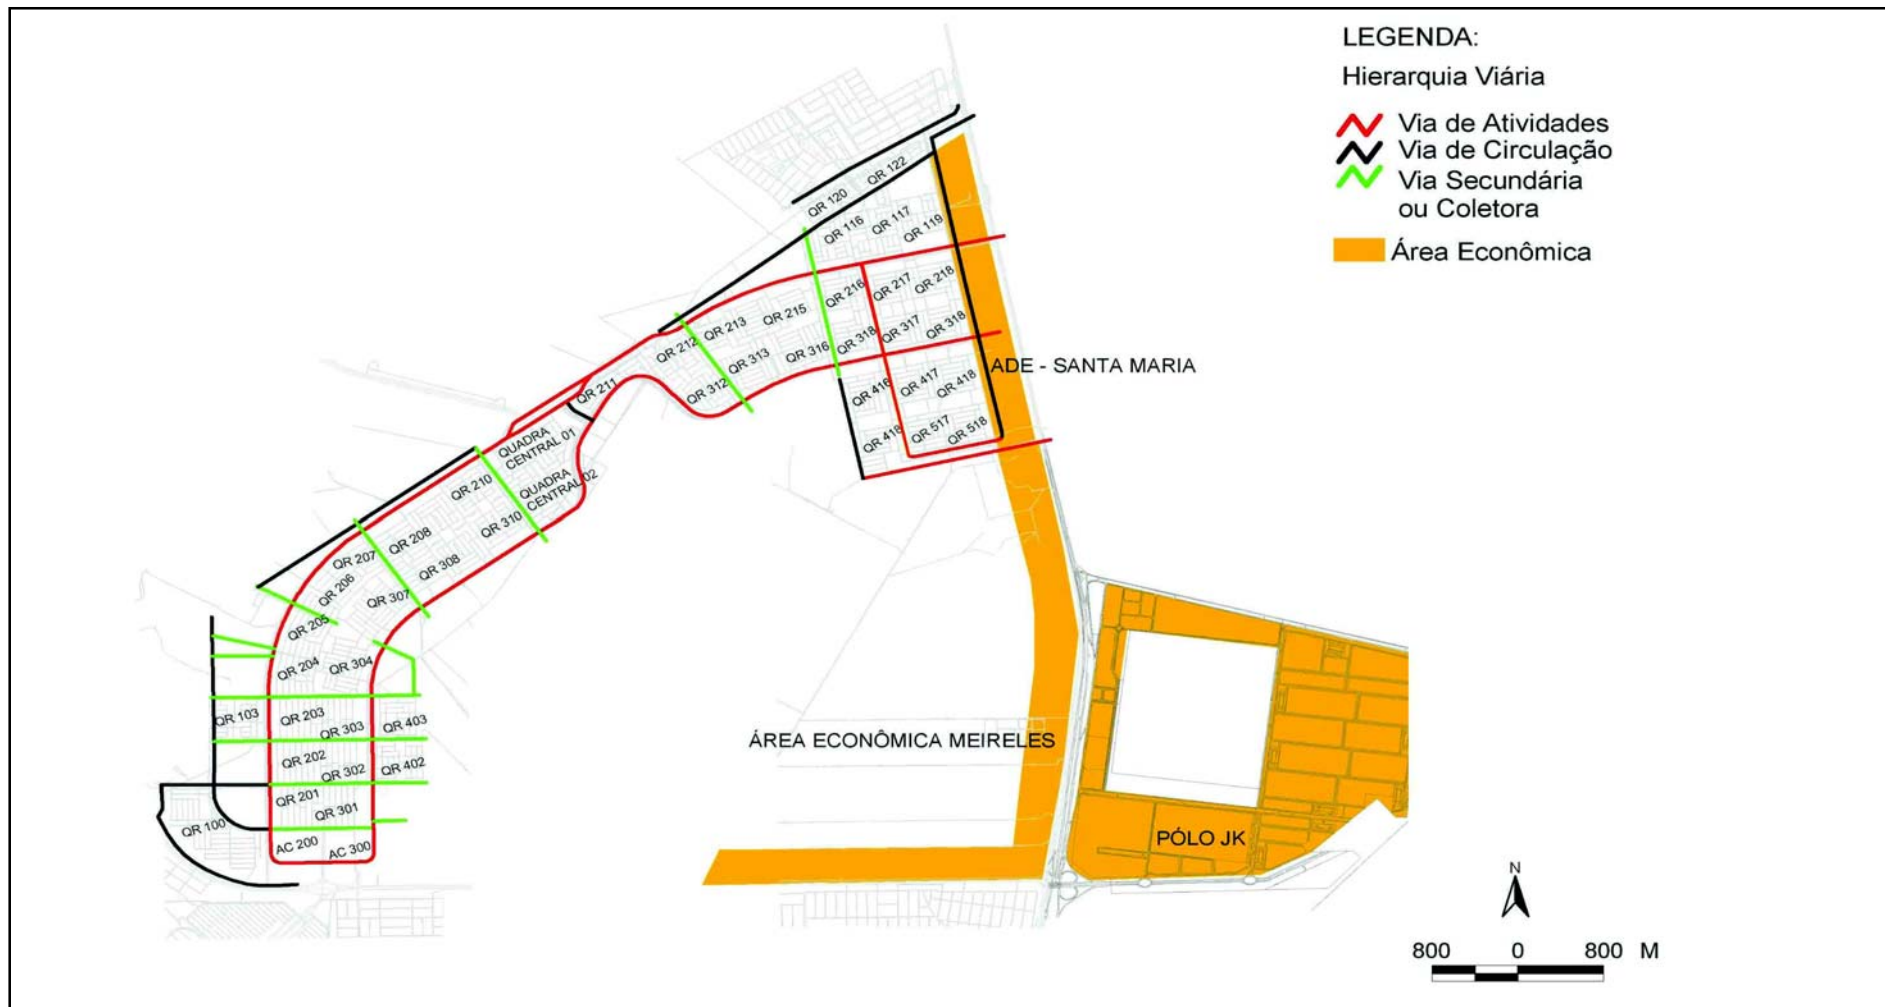 LEGENDA:
Hierarquia Viária
Via de Atividades
Via de Circulação
Via Secundária
ou Coletora
Área Econômica
QR 122
QR 120
QR 117
QR 116
QR 119
QR 218
QR 217
QR 216
QR 215
QR 213
QR 212
QR 318
QR 317
QR 318
QR 316
QR 313
QR 312
QR 211
ADE - SANTA MARIA
QR 416
QR 417
QR 418
QR 418
QR 517
QR 518
QUADRA
CENTRAL 01
QUADRA
CENTRAL 02
QR 210
QR 310
QR 208
QR 207
QR 308
QR 206
QR 307
QR 205
QR 204
QR 304
QR 103
QR 203
QR 303
QR 403
QR 202
QR 302
QR 402
QR 201
QR 301
QR 100
AC 200
AC 300
ÁREA ECONÔMICA MEIRELES
PÓLO JK
N
800 0 800 M